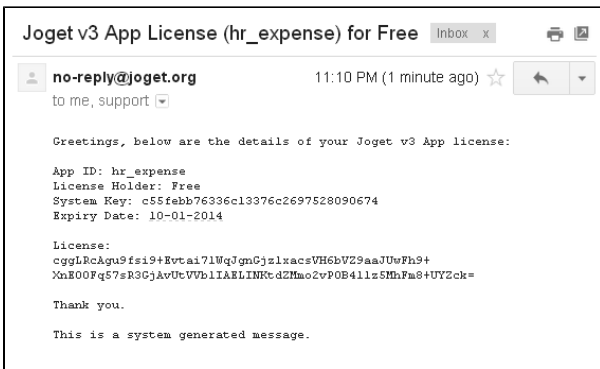 Joget v3 App License (hr_expense) for Free Inbox x
no-reply@joget.org 11:10 PM (1 minute ago)
to me, support
Greetings, below are the details of your Joget v3 App license:
App ID: hr_expense
License Holder: Free
System Key: c55febb76336c13376c2697528090674
Expiry Date: 10-01-2014
License:
cggLRcAgu9fsi9+Evtai7lWqJgnGjzlxacsVH6bVZ9aaJUwFh9+
XnE00Fq57sR3GjAvUtVVblIAELINKtdZMmo2vP0B4llz5MhFm8+UYZck=
Thank you.
This is a system generated message.